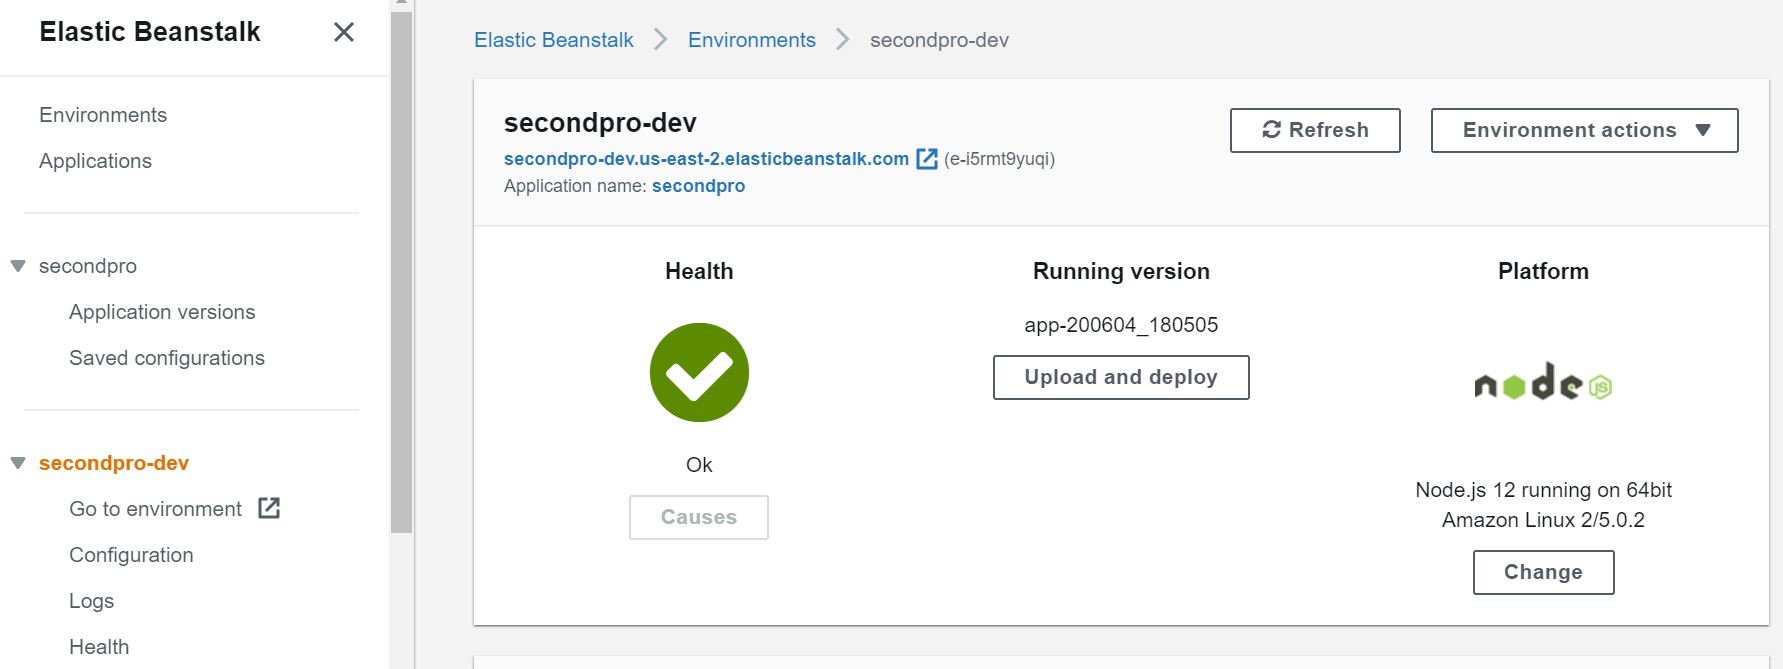 Elastic Beanstalk
Environments
Applications
secondpro
Application versions
Saved configurations
secondpro-dev
Go to environment
Configuration
Logs
Health
Elastic Beanstalk > Environments > secondpro-dev
secondpro-dev
secondpro-dev.us-east-2.elasticbeanstalk.com (e-i5rmt9yuqi)
Application name: secondpro
Refresh
Environment actions
Health
Ok
Causes
Running version
app-200604_180505
Upload and deploy
Platform
node JS
Node.js 12 running on 64bit
Amazon Linux 2/5.0.2
Change